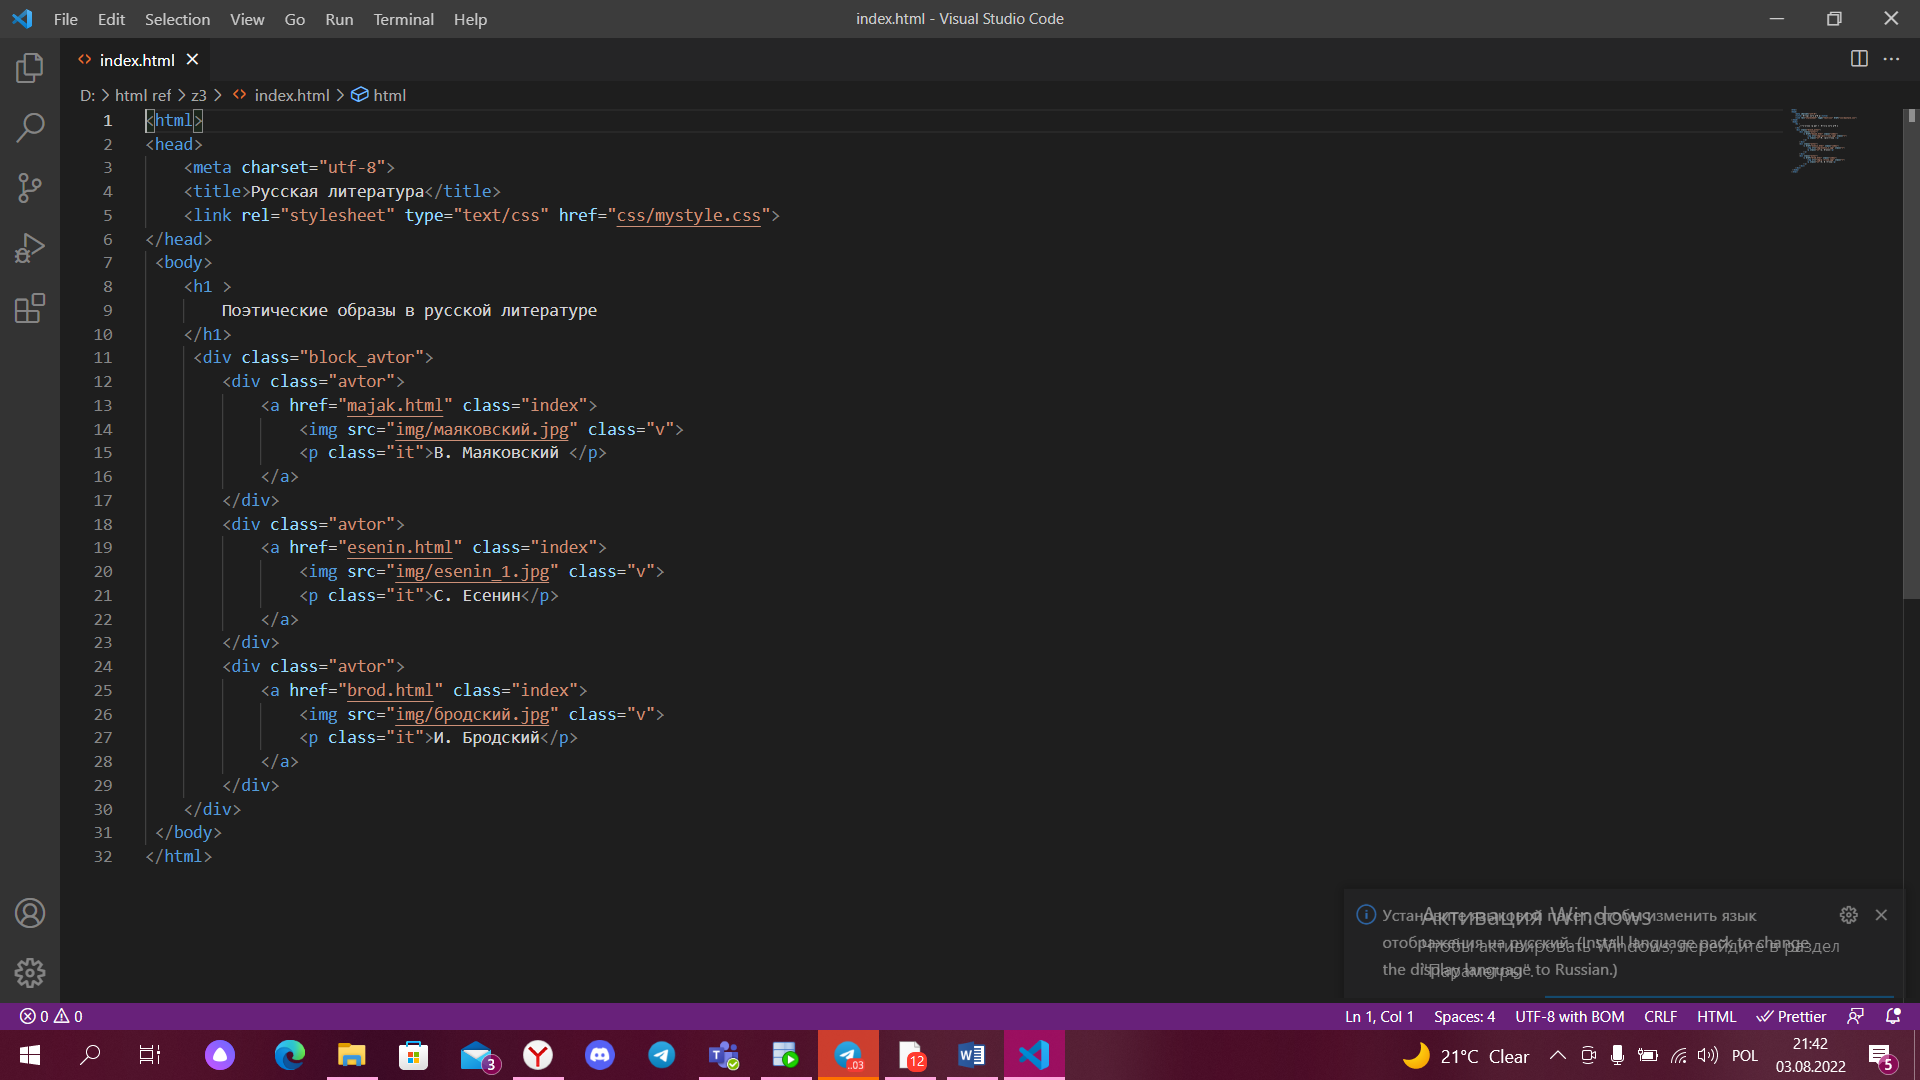 File Edit Selection View Go Run Terminal Help
index.html - Visual Studio Code
index.html
D: > html ref > z3 > index.html > html
1 <html>
2 <head>
3 <meta charset="utf-8">
4 <title>Русская литература</title>
5 <link rel="stylesheet" type="text/css" href="css/mystyle.css">
6 </head>
7 <body>
8 <h1 >
9 Поэтические образы в русской литературе
10 </h1>
11 <div class="block_avtor">
12 <div class="avtor">
13 <a href="majak.html" class="index">
14 <img src="img/маяковский.jpg" class="v">
15 <p class="it">В. Маяковский </p>
16 </a>
17 </div>
18 <div class="avtor">
19 <a href="esenin.html" class="index">
20 <img src="img/esenin_1.jpg" class="v">
21 <p class="it">С. Есенин</p>
22 </a>
23 </div>
24 <div class="avtor">
25 <a href="brod.html" class="index">
26 <img src="img/бродский.jpg" class="v">
27 <p class="it">И. Бродский</p>
28 </a>
29 </div>
30 </div>
31 </body>
32 </html>
Установите языковой пакет, чтобы изменить язык
отображения на русский. (Install language pack to change
the display language to Russian.)
Активация Windows
Чтобы активировать Windows, перейдите в раздел
"Параметры".
0 0
Ln 1, Col 1 Spaces: 4 UTF-8 with BOM CRLF HTML Prettier
3
..03
12
21°C Clear
POL
21:42
03.08.2022
5